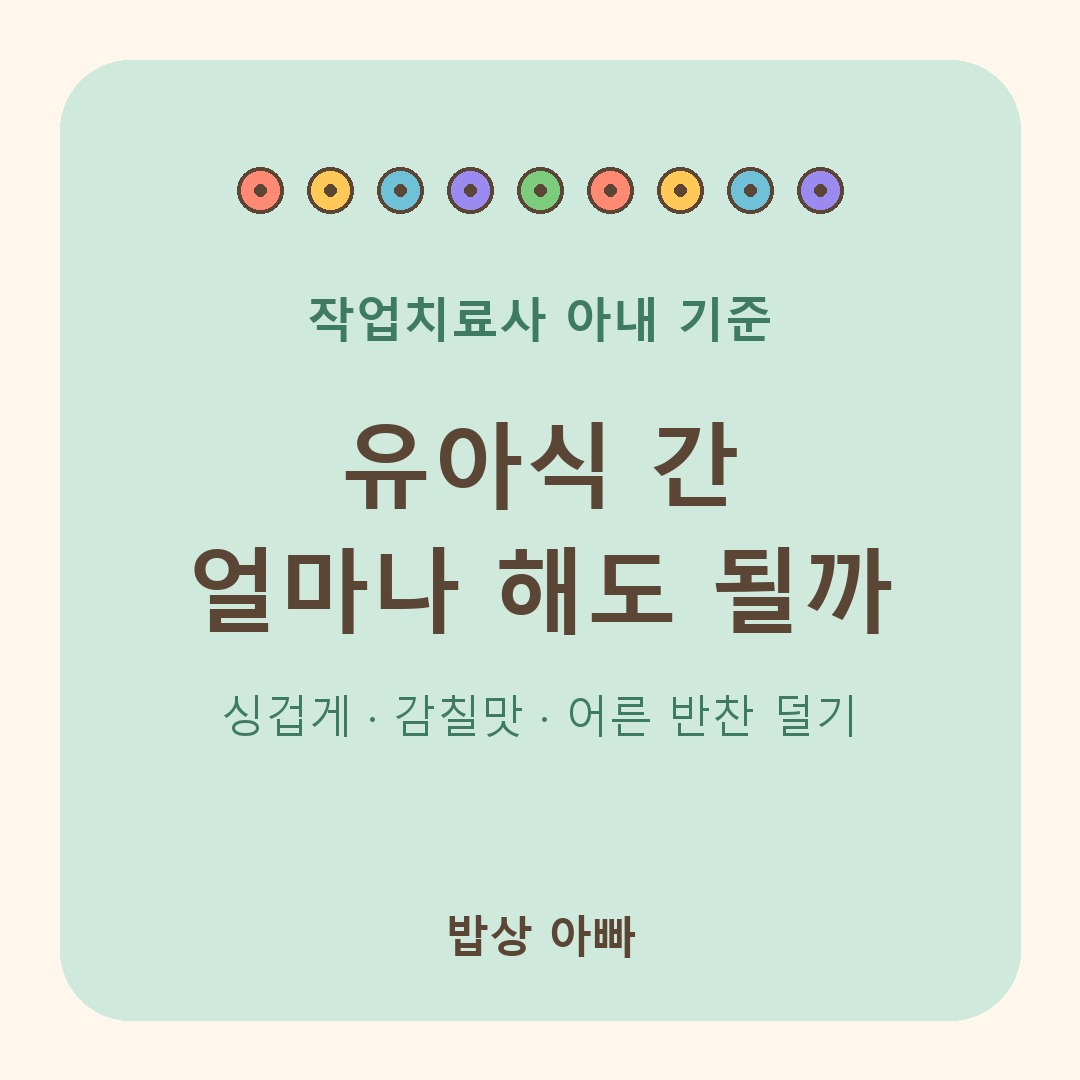 작업치료사 아내 기준
유아식 간
얼마나 해도 될까
싱겁게 · 감칠맛 · 어른 반찬 덜기
밥상 아빠